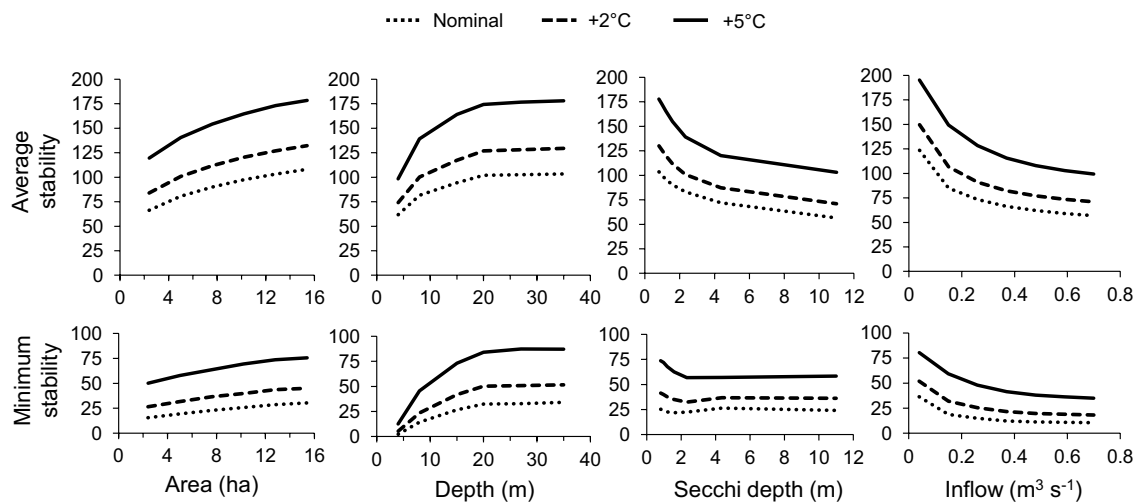 Nominal +2°C +5°C
Average stability
200 175 150 125 100 75 50 25 0
0 4 8 12 16
200 175 150 125 100 75 50 25 0
0 10 20 30 40
200 175 150 125 100 75 50 25 0
0 2 4 6 8 10 12
200 175 150 125 100 75 50 25 0
0 0.2 0.4 0.6 0.8
Minimum stability
100 75 50 25 0
0 4 8 12 16
Area (ha)
100 75 50 25 0
0 10 20 30 40
Depth (m)
100 75 50 25 0
0 2 4 6 8 10 12
Secchi depth (m)
100 75 50 25 0
0 0.2 0.4 0.6 0.8
Inflow (m³ s⁻¹)